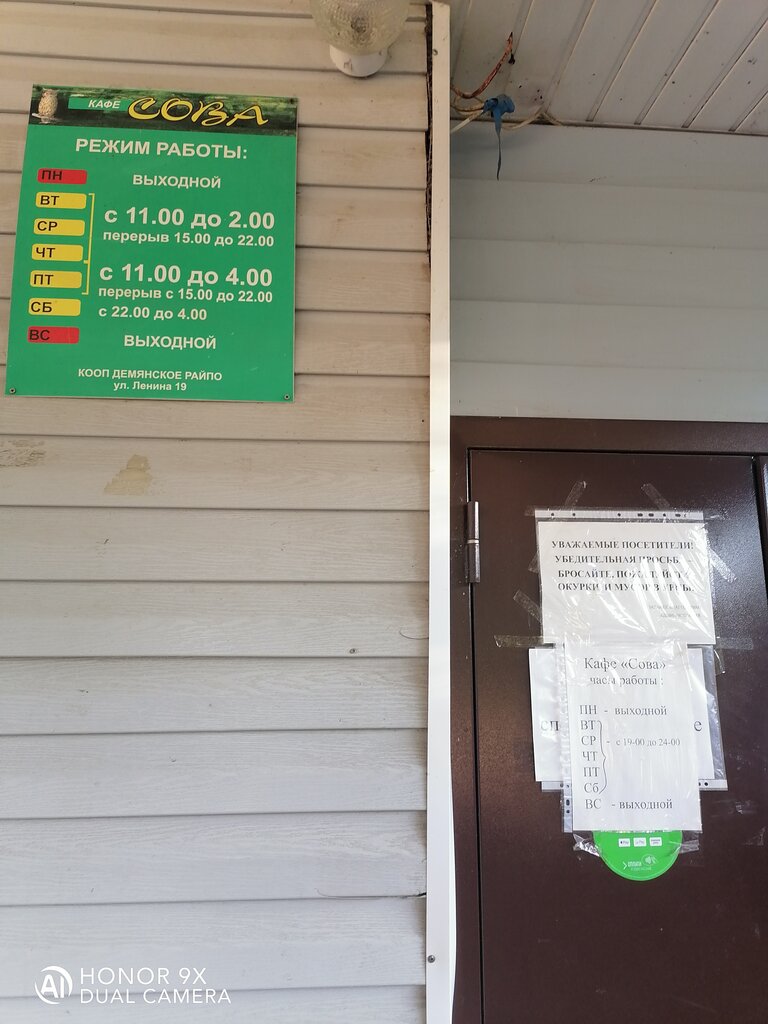 КАФЕ СОВА
РЕЖИМ РАБОТЫ:
ПН ВЫХОДНОЙ
ВТ
с 11.00 до 2.00
СР
перерыв 15.00 до 22.00
ЧТ
с 11.00 до 4.00
ПТ
перерыв с 15.00 до 22.00
СБ с 22.00 до 4.00
ВС ВЫХОДНОЙ
КООП ДЕМЯНСКОЕ РАЙПО
ул. Ленина 19
УВАЖАЕМЫЕ ПОСЕТИТЕЛИ!
УБЕДИТЕЛЬНАЯ
БРОСАЙТЕ,
ОКУРКИ И МУСОР В
Кафе «Сова»
часы работы :
ПН - выходной
ВТ
СР - с 19-00 до 24-00
ЧТ
ПТ
Сб
ВС - выходной
HONOR 9X
DUAL CAMERA